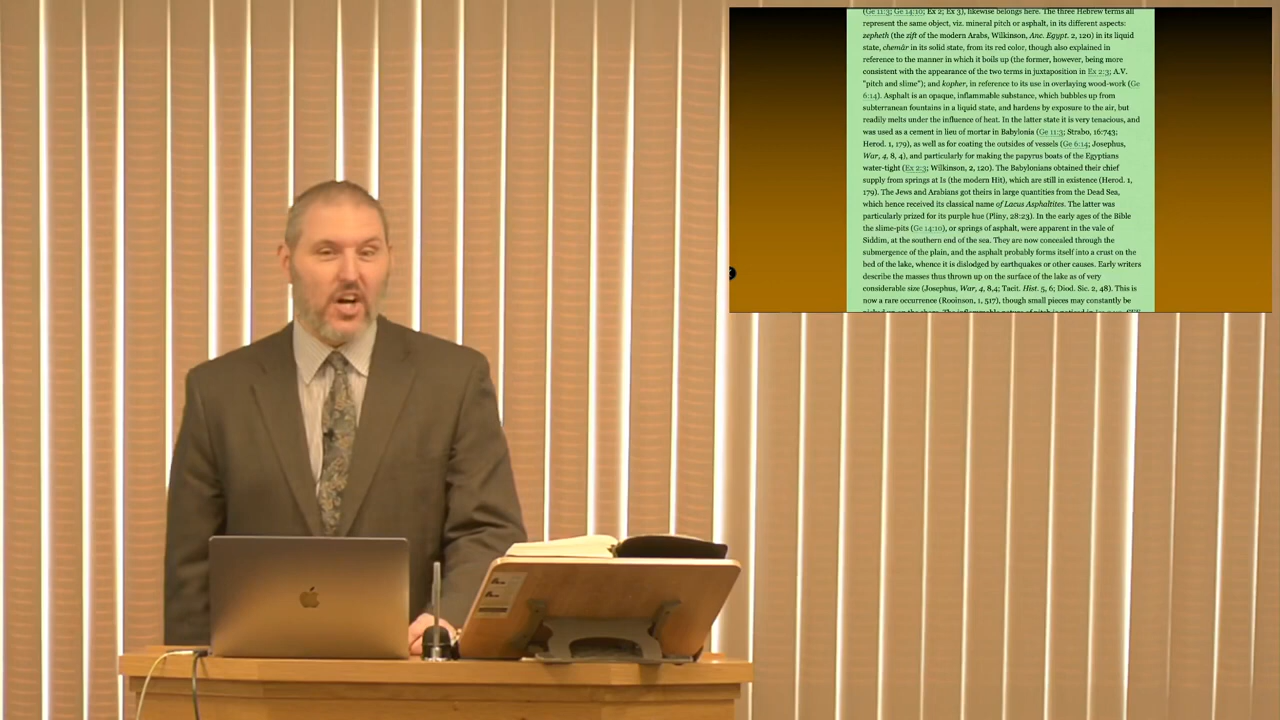 (Ge 11:3; Ge 14:10; Ex 2; Ex 3), likewise belongs here. The three Hebrew terms all
represent the same object, viz. mineral pitch or asphalt, in its different aspects:
zepheth (the zift of the modern Arabs, Wilkinson, Anc. Egypt. 2, 120) in its liquid
state, chemâr in its solid state, from its red color, though also explained in
reference to the manner in which it boils up (the former, however, being more
consistent with the appearance of the two terms in juxtaposition in Ex 2:3; A.V.
"pitch and slime"); and kopher, in reference to its use in overlaying wood-work (Ge
6:14). Asphalt is an opaque, inflammable substance, which bubbles up from
subterranean fountains in a liquid state, and hardens by exposure to the air, but
readily melts under the influence of heat. In the latter state it is very tenacious, and
was used as a cement in lieu of mortar in Babylonia (Ge 11:3; Strabo, 16:743;
Herod. 1, 179), as well as for coating the outsides of vessels (Ge 6:14; Josephus,
War, 4, 8, 4), and particularly for making the papyrus boats of the Egyptians
water-tight (Ex 2:3; Wilkinson, 2, 120). The Babylonians obtained their chief
supply from springs at Is (the modern Hit), which are still in existence (Herod. 1,
179). The Jews and Arabians got theirs in large quantities from the Dead Sea,
which hence received its classical name of Lacus Asphaltites. The latter was
particularly prized for its purple hue (Pliny, 28:23). In the early ages of the Bible
the slime-pits (Ge 14:10), or springs of asphalt, were apparent in the vale of
Siddim, at the southern end of the sea. They are now concealed through the
submergence of the plain, and the asphalt probably forms itself into a crust on the
bed of the lake, whence it is dislodged by earthquakes or other causes. Early writers
describe the masses thus thrown up on the surface of the lake as of very
considerable size (Josephus, War, 4, 8,4; Tacit. Hist. 5, 6; Diod. Sic. 2, 48). This is
now a rare occurrence (Rooinson, 1, 517), though small pieces may constantly be